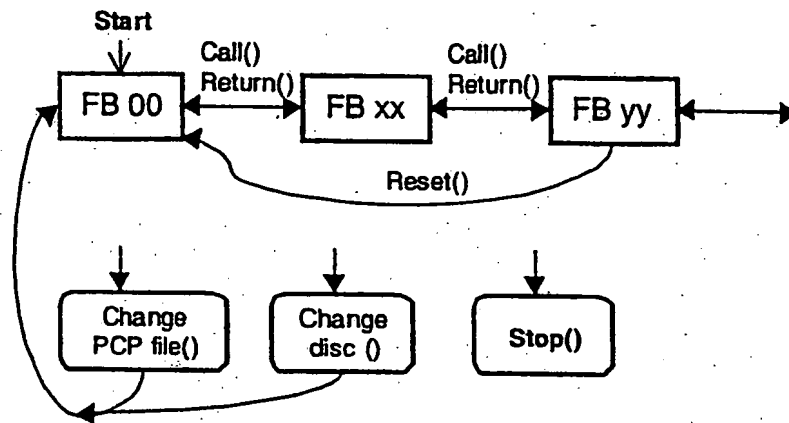 Start
Call()
Return()
Call()
Return()
FB 00
FB xx
FB yy
Reset()
Change
PCP file()
Change
disc ()
Stop()